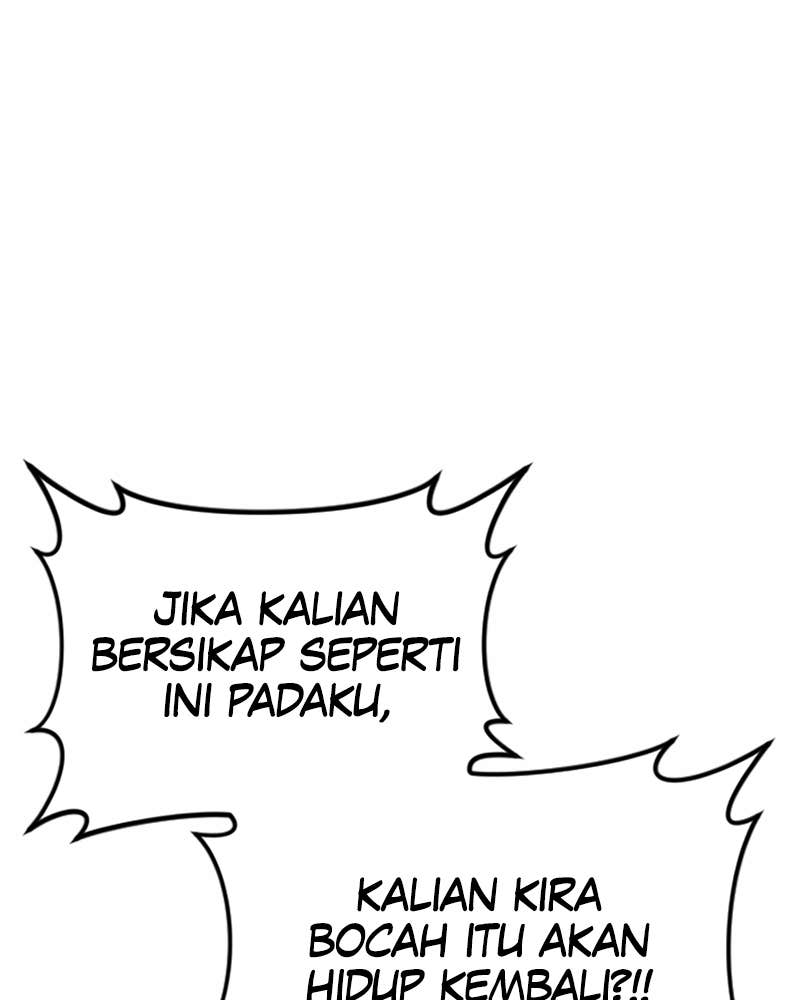 JIKA KALIAN
BERSIKAP SEPERTI
INI PADAKU,
KALIAN KIRA
BOCAH ITU AKAN
HIDUP KEMBALI?!!